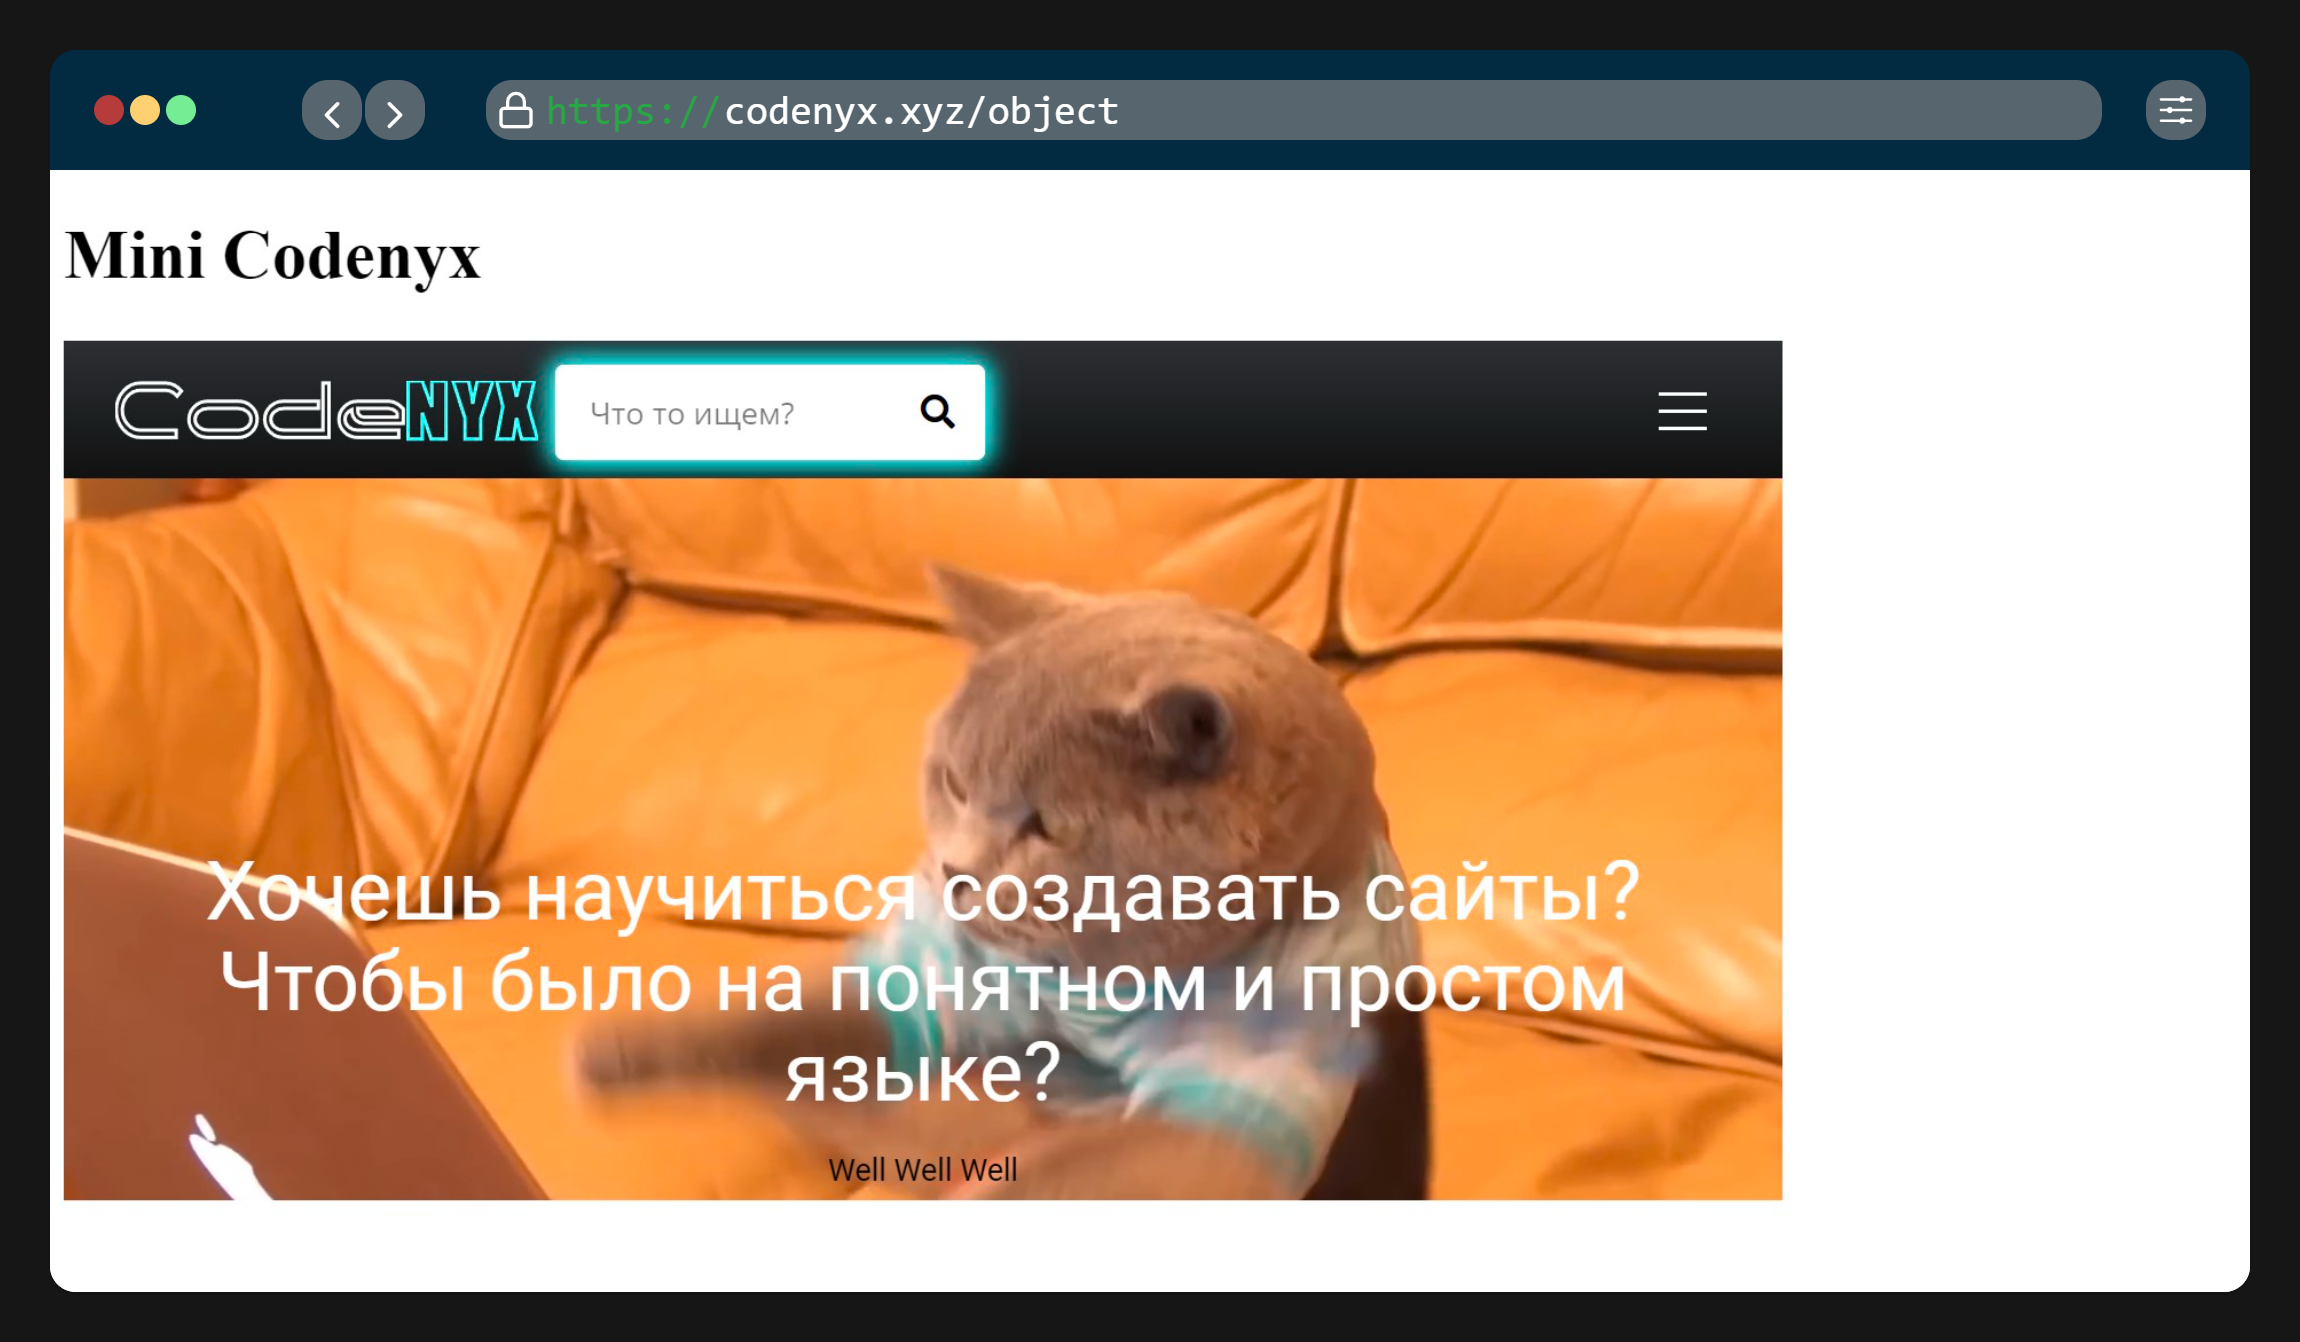 https://codenyx.xyz/object
Mini Codenyx
CodeNYX
Что то ищем?
Хочешь научиться создавать сайты?
Чтобы было на понятном и простом
языке?
Well Well Well